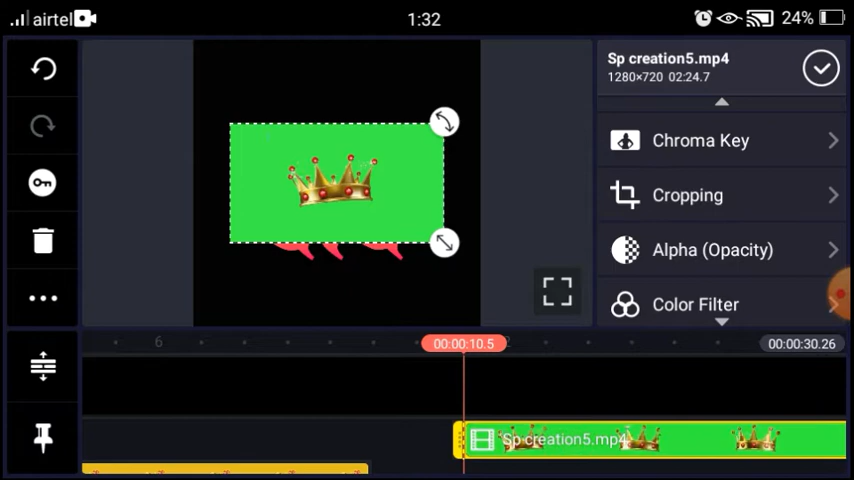 airtel
1:32
24%
Sp creation5.mp4
1280×720 02:24.7
Chroma Key
Cropping
Alpha (Opacity)
Color Filter
6
00:00:10.5
00:00:30.26
Sp creation5.mp4